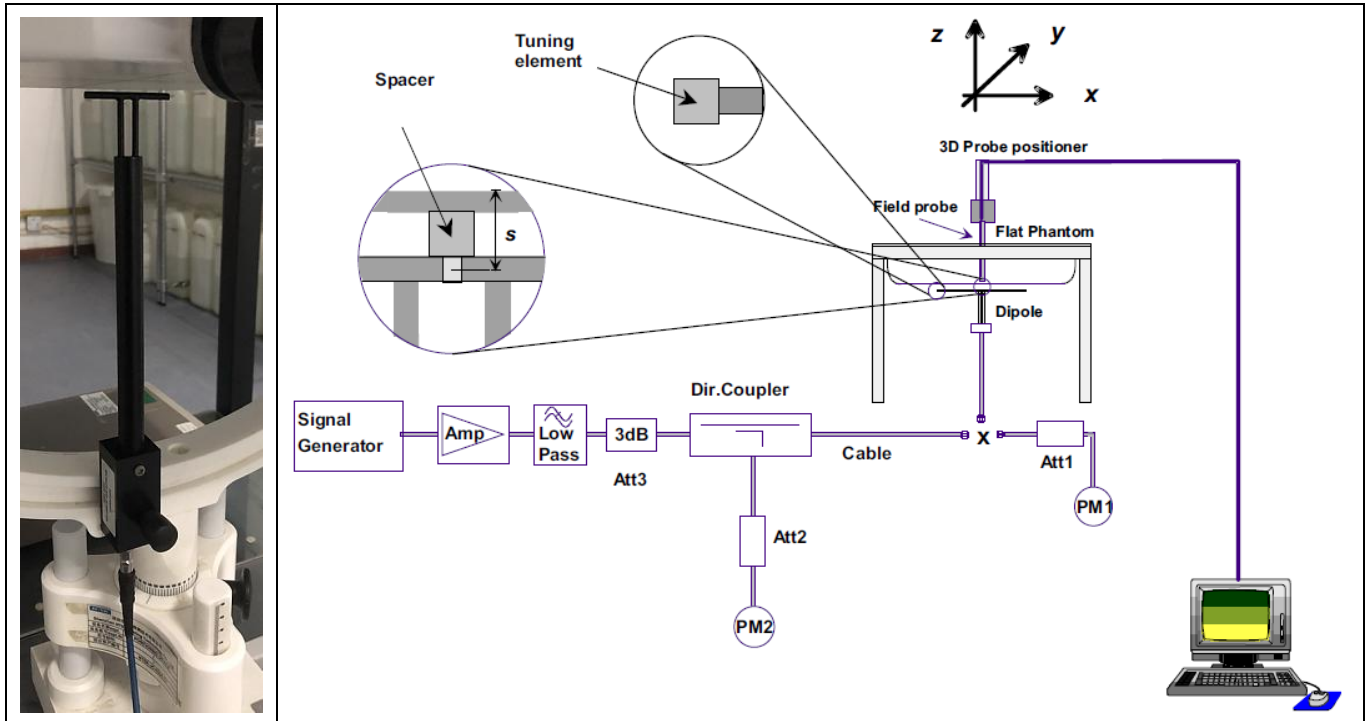 Tuning
element
Spacer
s
z
y
x
3D Probe positioner
Field probe
Flat Phantom
Dipole
Dir.Coupler
Signal
Generator
Amp
Low
Pass
3dB
Att3
Cable
X
Att1
PM1
Att2
PM2